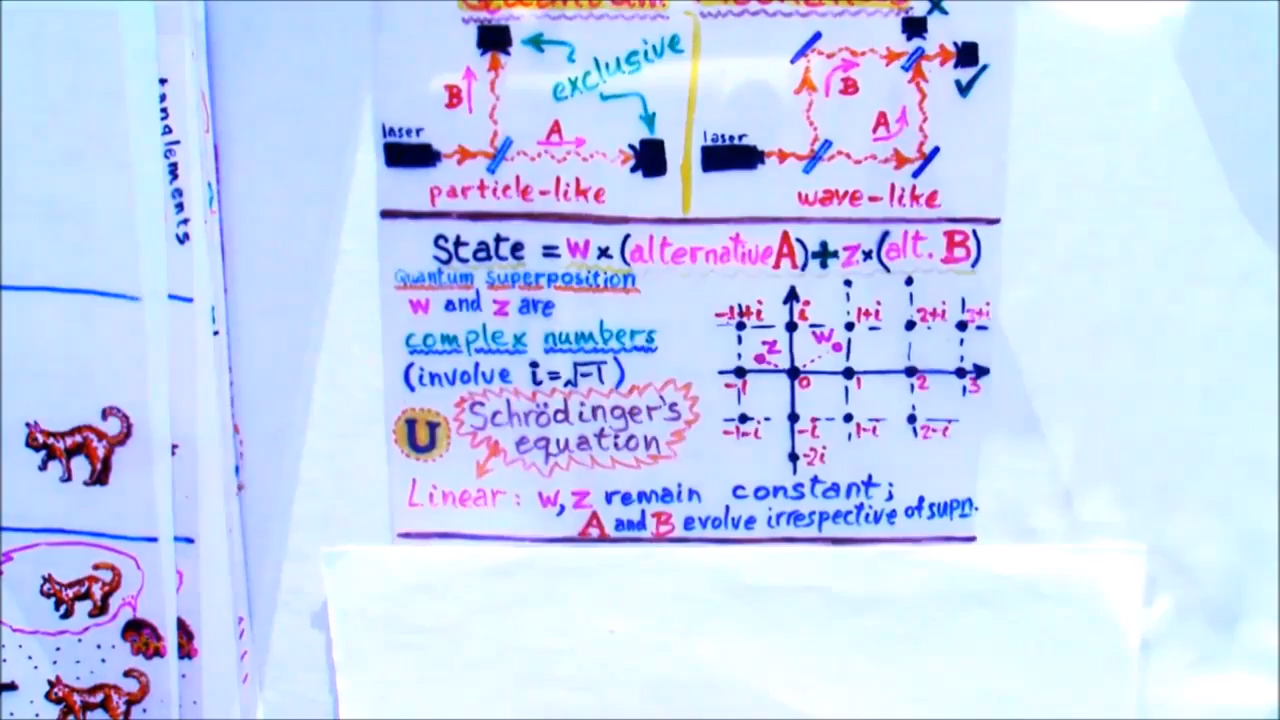 Quantum
exclusive
B
laser
A
particle-like
x
B
A
laser
wave-like
State = w×(alternative A)+z×(alt. B)
Quantum superposition
w and z are
complex numbers
(involve i=√-1)
U
Schrödinger's
equation
-1+i i 1+i 2+i 3+i
z w
-1 0 1 2 3
-1-i -i 1-i 2-i
-2i
Linear: w, z remain constant;
A and B evolve irrespective of supn.
tanglements